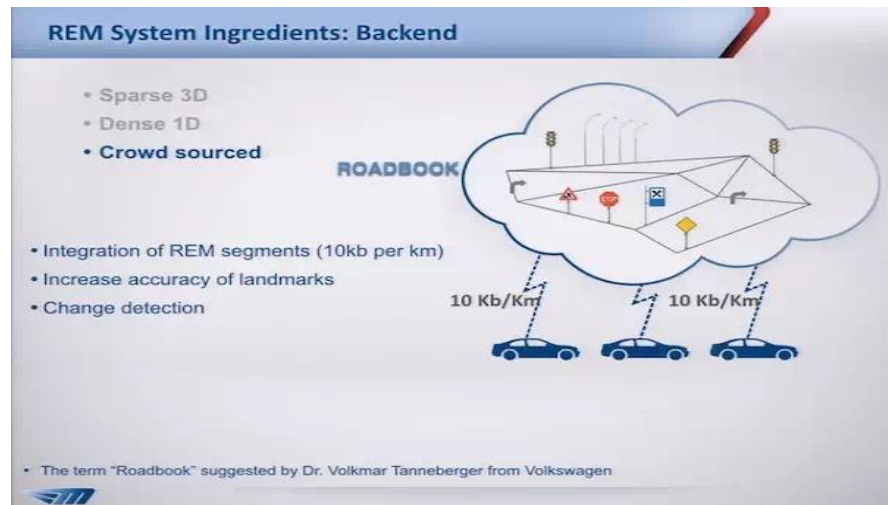 REM System Ingredients: Backend
• Sparse 3D
• Dense 1D
• Crowd sourced
ROADBOOK
STOP
• Integration of REM segments (10kb per km)
• Increase accuracy of landmarks
• Change detection
10 Kb/Km
10 Kb/Km
• The term "Roadbook" suggested by Dr. Volkmar Tanneberger from Volkswagen